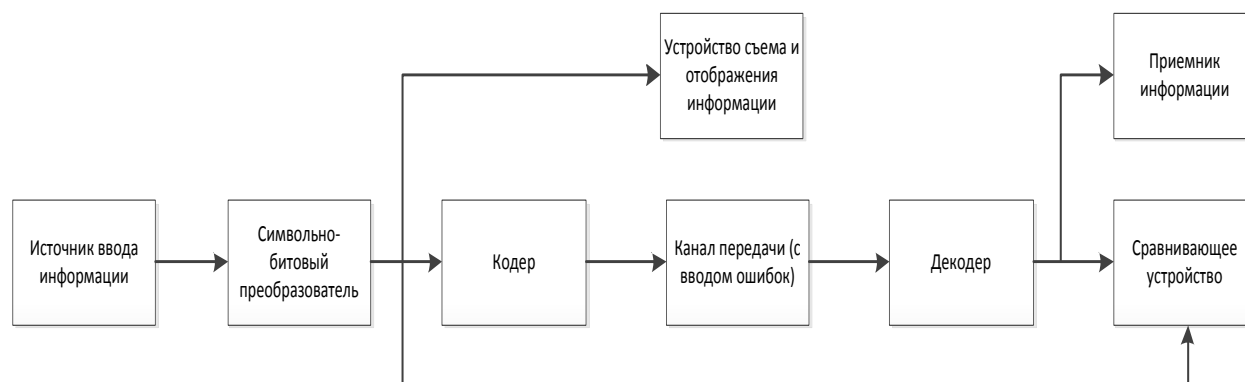 Устройство съема и
отображения
информации
Приемник
информации
Источник ввода
информации
Символьно-
битовый
преобразователь
Кодер
Канал передачи (с
вводом ошибок)
Декодер
Сравнивающее
устройство